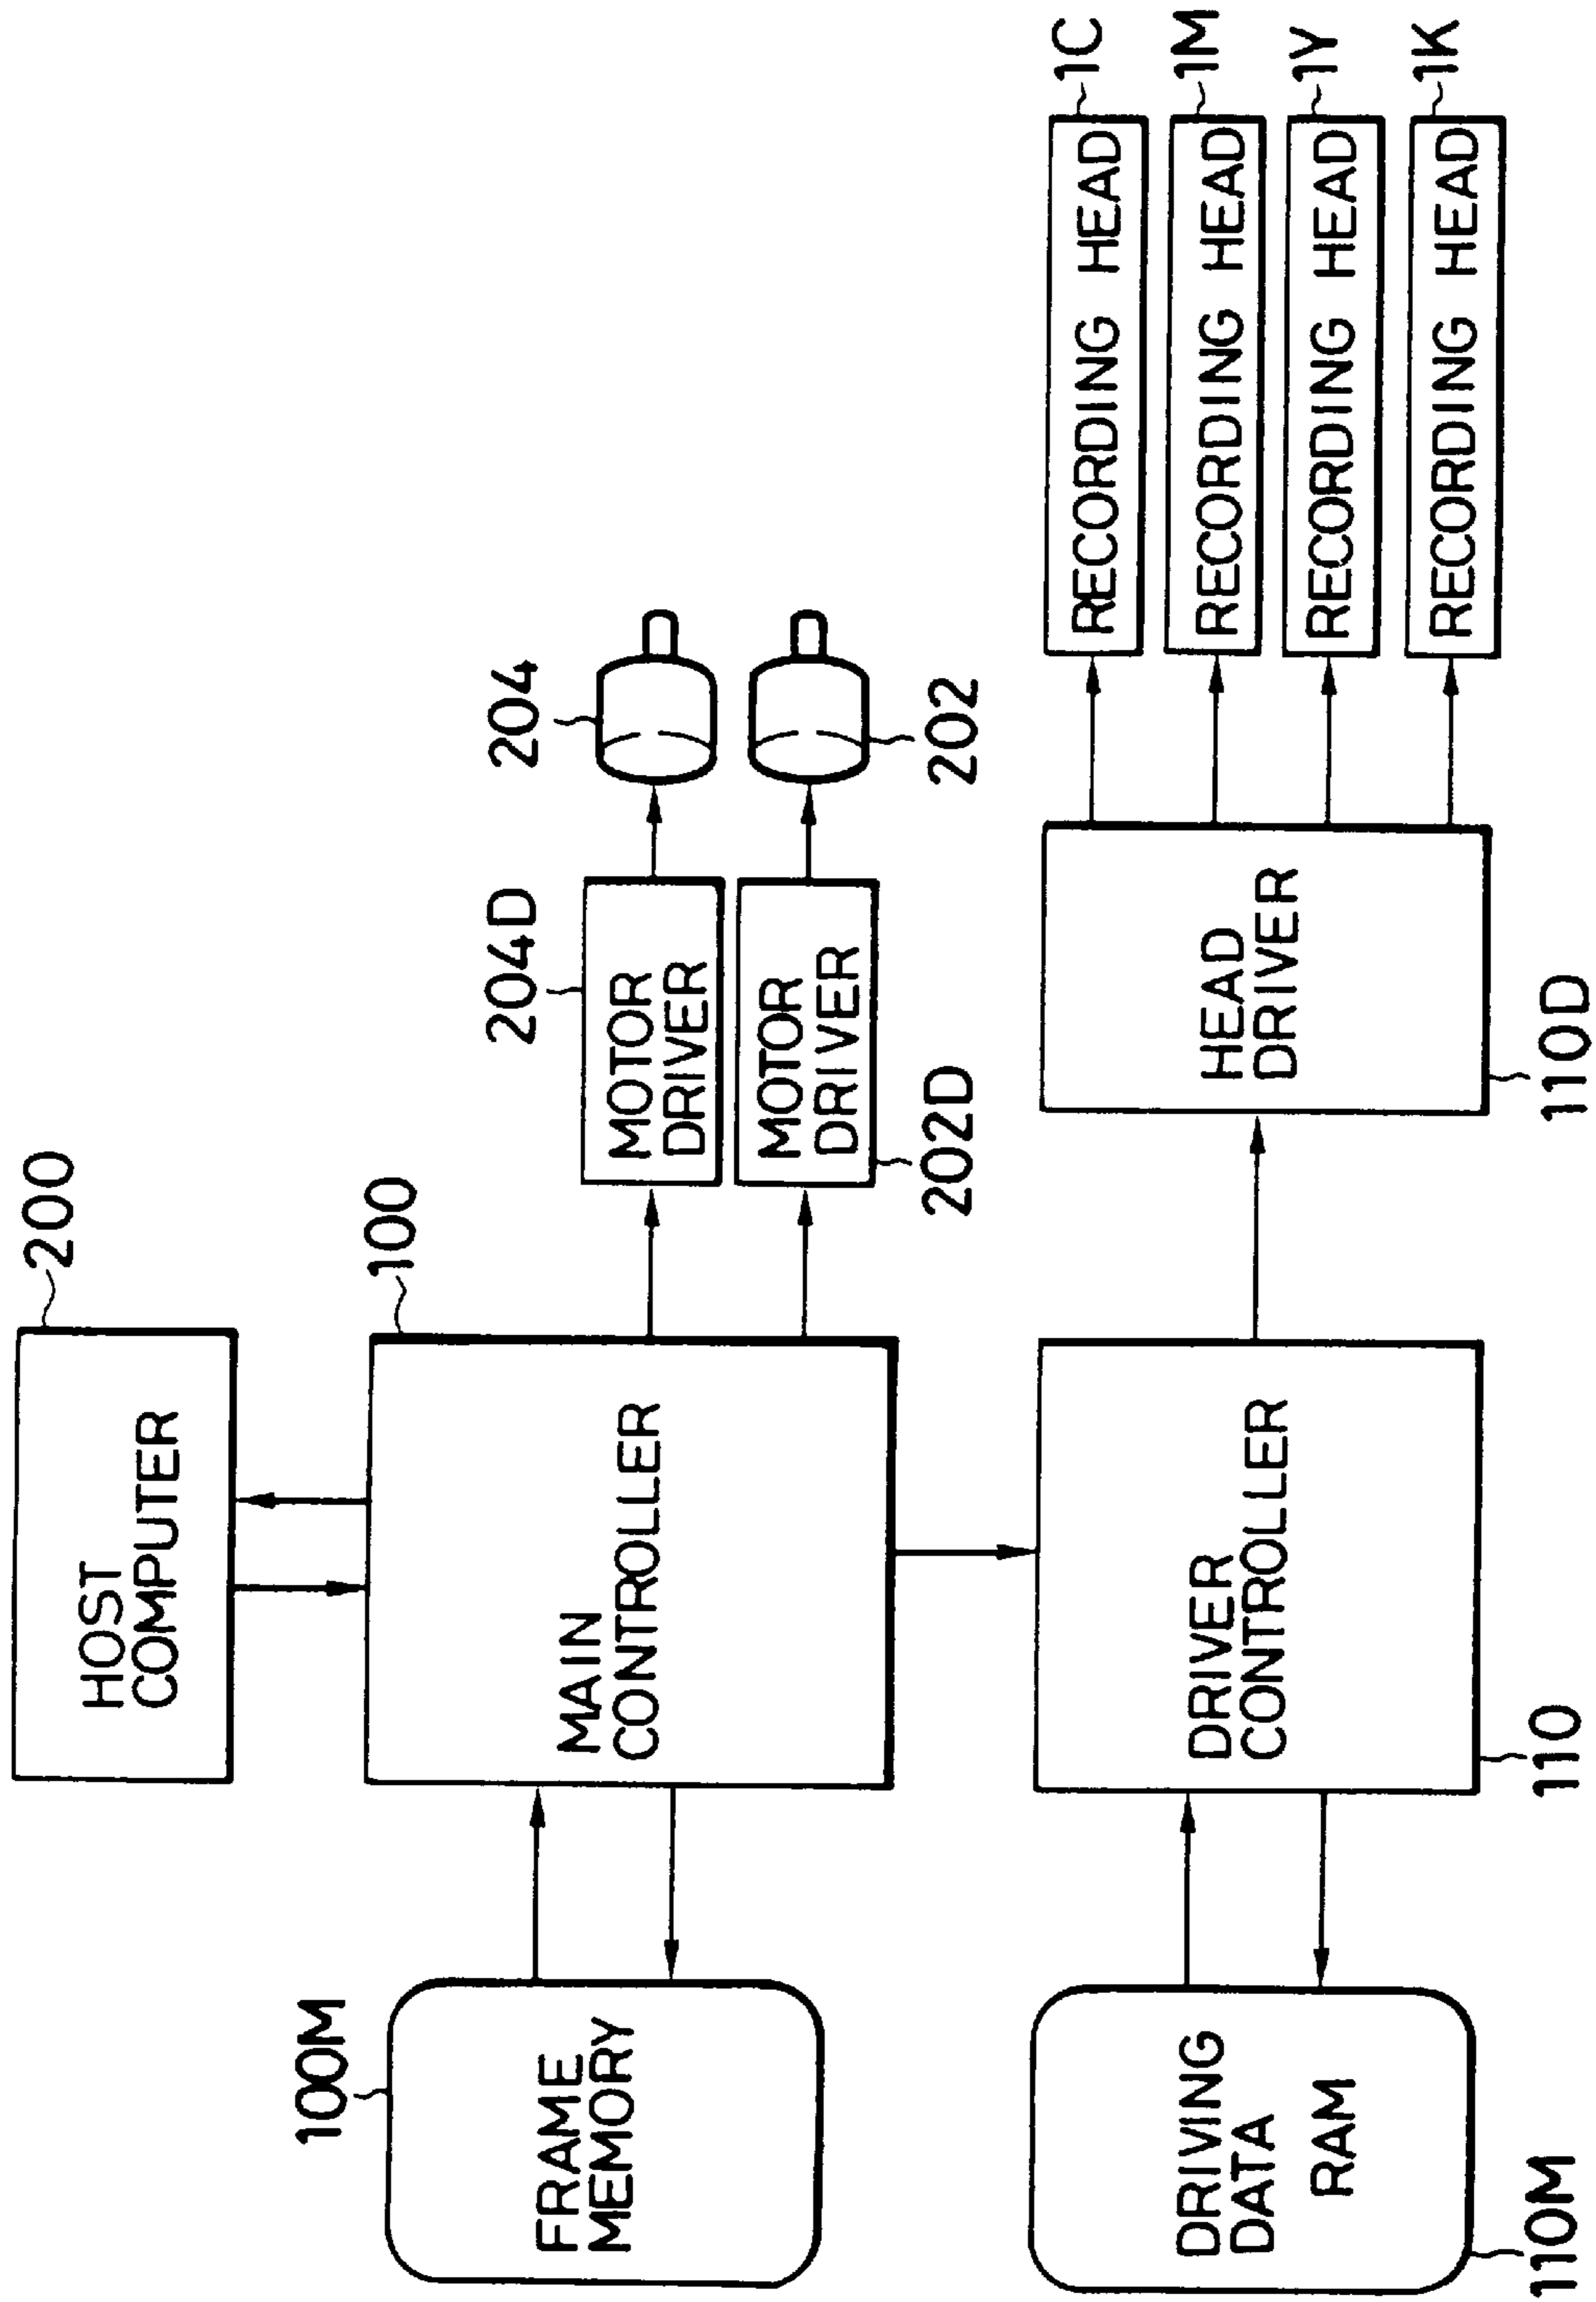 200
HOST
COMPUTER
100
MAIN
CONTROLLER
100M
FRAME
MEMORY
204D
MOTOR
DRIVER
204
MOTOR
DRIVER
202D
202
DRIVING
DATA
RAM
110M
DRIVER
CONTROLLER
110
HEAD
DRIVER
110D
RECORDING HEAD
1C
RECORDING HEAD
1M
RECORDING HEAD
1Y
RECORDING HEAD
1K